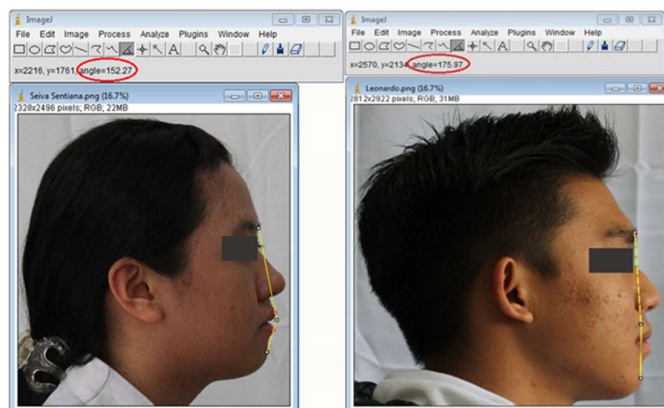 ImageJ
File Edit Image Process Analyze Plugins Window Help
x=2216, y=1761, angle=152.27
Seiva Sentiana.png (16.7%)
2328x2496 pixels; RGB; 22MB
ImageJ
File Edit Image Process Analyze Plugins Window Help
x=2570, y=2134, angle=175.97
Leonardo.png (16.7%)
2812x2922 pixels; RGB; 31MB